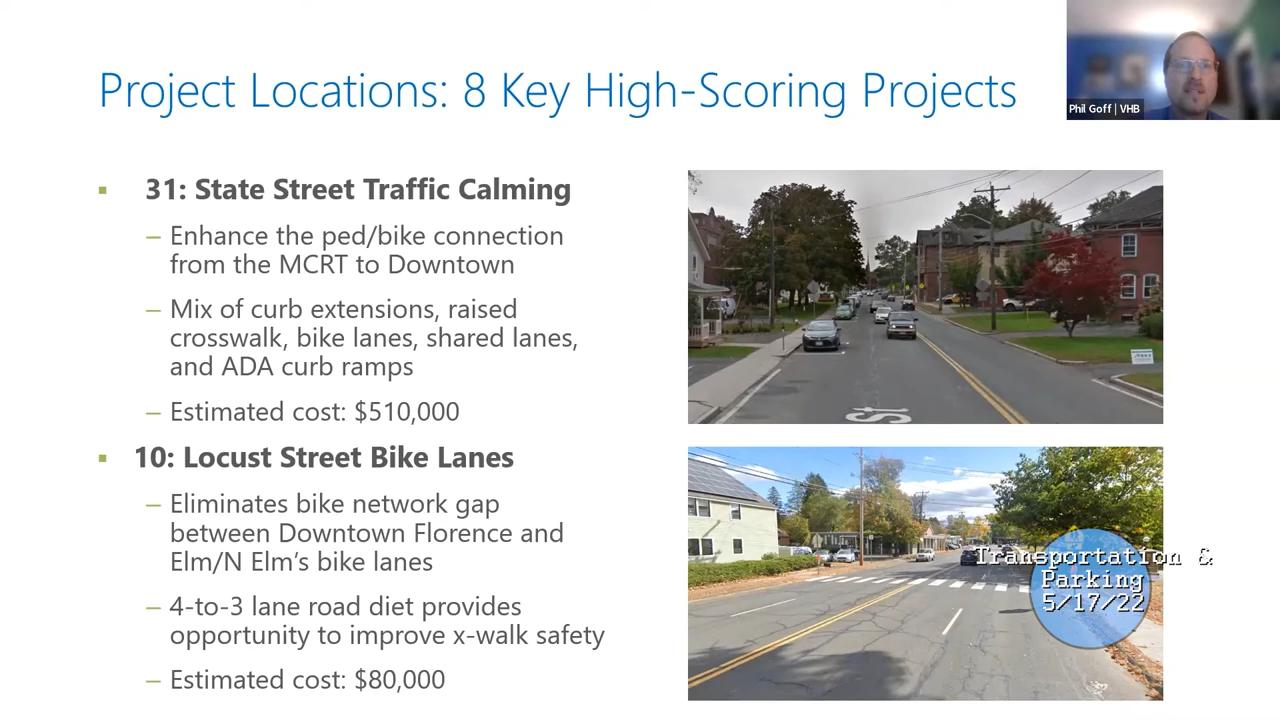 Project Locations: 8 Key High-Scoring Projects
Phil Goff | VHB
31: State Street Traffic Calming
– Enhance the ped/bike connection
from the MCRT to Downtown
– Mix of curb extensions, raised
crosswalk, bike lanes, shared lanes,
and ADA curb ramps
– Estimated cost: $510,000
10: Locust Street Bike Lanes
– Eliminates bike network gap
between Downtown Florence and
Elm/N Elm's bike lanes
– 4-to-3 lane road diet provides
opportunity to improve x-walk safety
– Estimated cost: $80,000
St
Transportation &
Parking
5/17/22